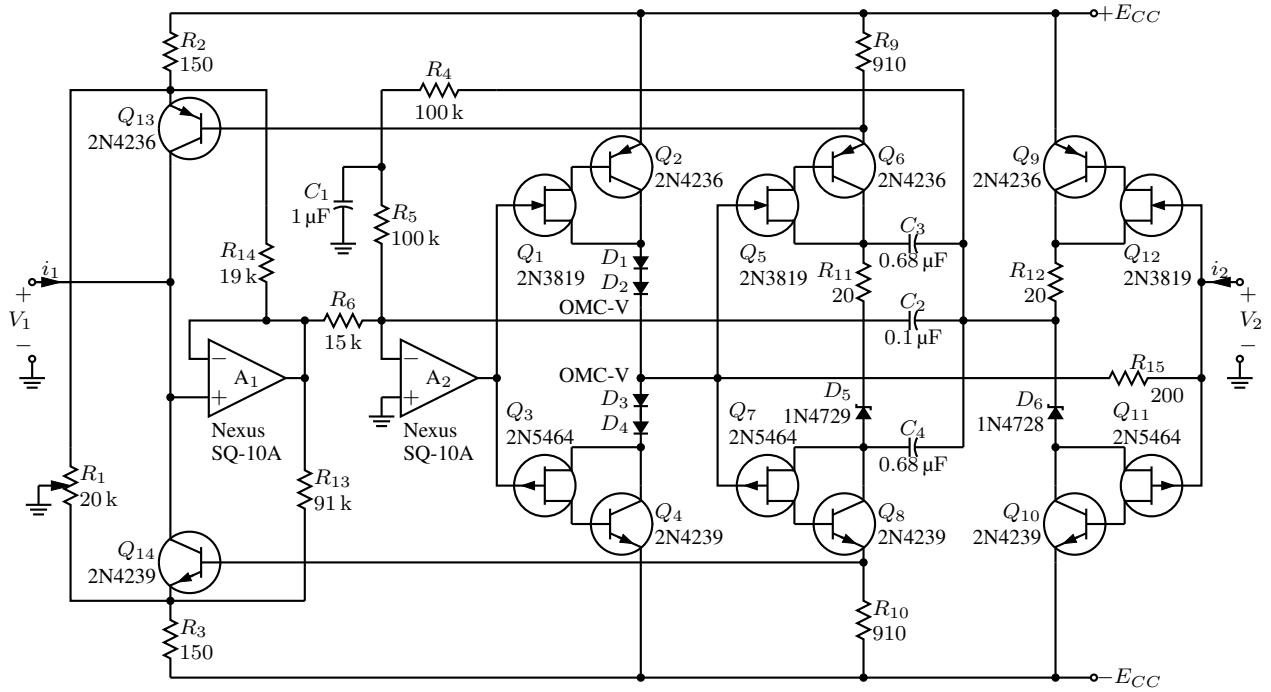 +E_CC
R_2
150
R_9
910
R_4
100 k
Q_13
2N4236
Q_2
2N4236
Q_6
2N4236
Q_9
2N4236
C_1
1 µF
R_5
100 k
R_14
19 k
Q_1
2N3819
Q_5
2N3819
C_3
0.68 µF
Q_12
2N3819
D_1
D_2
OMC-V
R_11
20
R_12
20
i_1
+
V_1
−
i_2
+
V_2
−
R_6
15 k
C_2
0.1 µF
−
+
A_1
Nexus
SQ-10A
−
+
A_2
Nexus
SQ-10A
OMC-V
D_3
D_4
R_15
200
Q_3
2N5464
Q_7
2N5464
D_5
1N4729
D_6
1N4728
Q_11
2N5464
C_4
0.68 µF
R_1
20 k
R_13
91 k
Q_14
2N4239
Q_4
2N4239
Q_8
2N4239
Q_10
2N4239
R_3
150
R_10
910
−E_CC